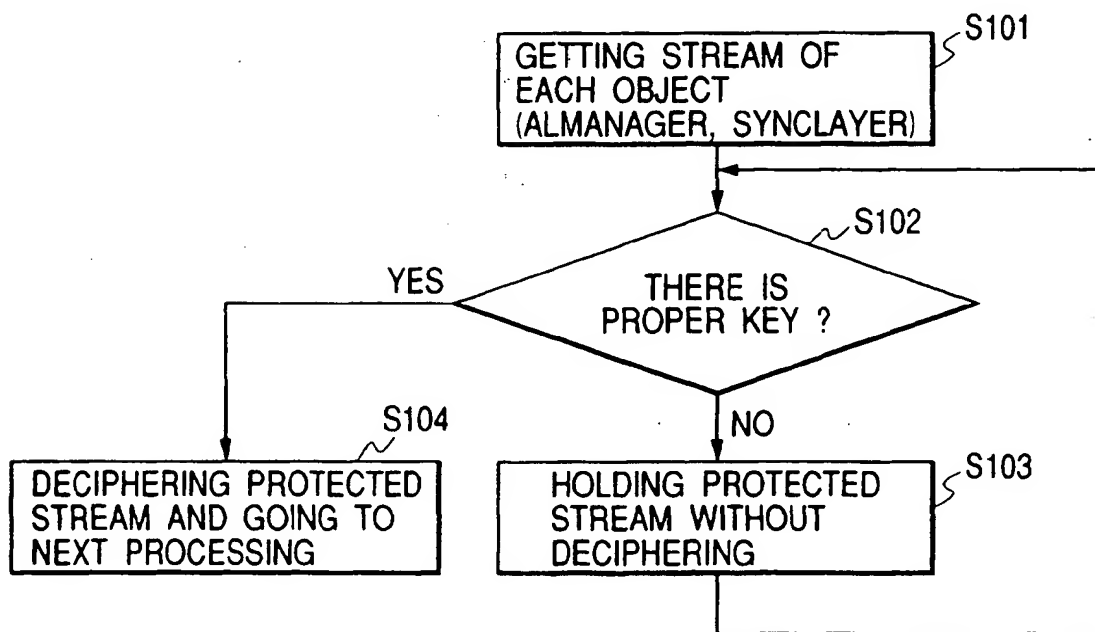 S101
GETTING STREAM OF
EACH OBJECT
(ALMANAGER, SYNCLAYER)
S102
YES
THERE IS
PROPER KEY ?
S104
NO
DECIPHERING PROTECTED
STREAM AND GOING TO
NEXT PROCESSING
S103
HOLDING PROTECTED
STREAM WITHOUT
DECIPHERING